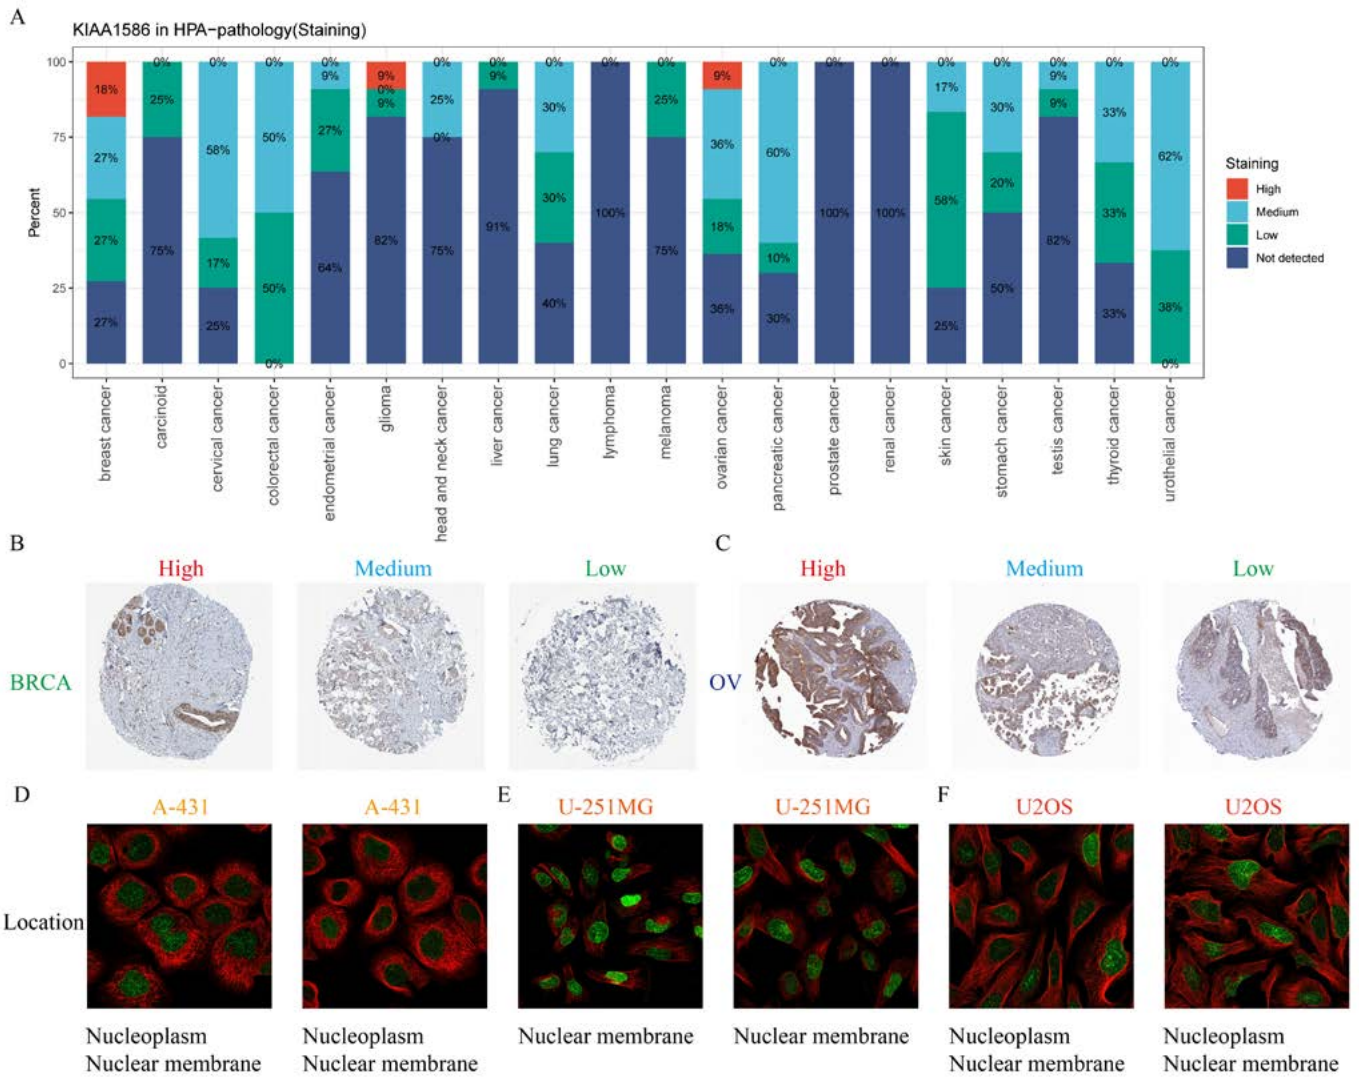 A
KIAA1586 in HPA−pathology(Staining)
Percent
100
75
50
25
0
18%
27%
27%
27%
0%
25%
75%
0%
58%
17%
25%
0%
50%
50%
0%
0%
9%
27%
64%
9%
0%
9%
82%
0%
25%
0%
75%
0%
9%
91%
0%
30%
30%
40%
0%
100%
0%
25%
75%
9%
36%
18%
36%
0%
60%
10%
30%
0%
100%
0%
100%
0%
17%
58%
25%
0%
30%
20%
50%
0%
9%
9%
82%
0%
33%
33%
33%
0%
62%
38%
0%
breast cancer
carcinoid
cervical cancer
colorectal cancer
endometrial cancer
glioma
head and neck cancer
liver cancer
lung cancer
lymphoma
melanoma
ovarian cancer
pancreatic cancer
prostate cancer
renal cancer
skin cancer
stomach cancer
testis cancer
thyroid cancer
urothelial cancer
Staining
High
Medium
Low
Not detected
B
High
Medium
Low
BRCA
C
High
Medium
Low
OV
D
A-431
A-431
E
U-251MG
U-251MG
F
U2OS
U2OS
Location
Nucleoplasm
Nuclear membrane
Nucleoplasm
Nuclear membrane
Nuclear membrane
Nuclear membrane
Nucleoplasm
Nuclear membrane
Nucleoplasm
Nuclear membrane